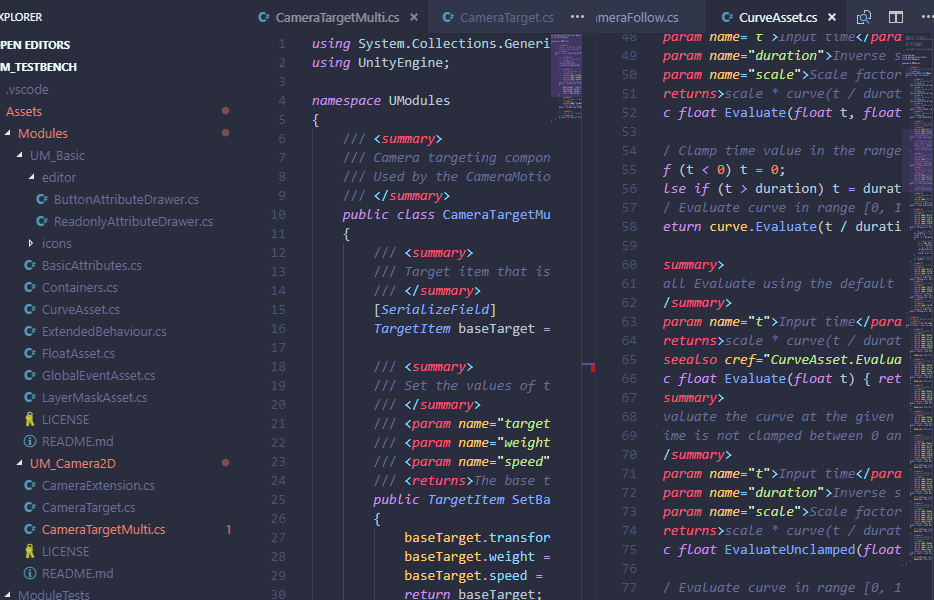 XPLORER
PEN EDITORS
M_TESTBENCH
.vscode
Assets
Modules
UM_Basic
editor
ButtonAttributeDrawer.cs
ReadonlyAttributeDrawer.cs
icons
BasicAttributes.cs
Containers.cs
CurveAsset.cs
ExtendedBehaviour.cs
FloatAsset.cs
GlobalEventAsset.cs
LayerMaskAsset.cs
LICENSE
README.md
UM_Camera2D
CameraExtension.cs
CameraTarget.cs
CameraTargetMulti.cs 1
LICENSE
README.md
ModuleTests
CameraTargetMulti.cs × CameraTarget.cs ···
1 using System.Collections.Generi
2 using UnityEngine;
3
4 namespace UModules
5 {
6 /// <summary>
7 /// Camera targeting compon
8 /// Used by the CameraMotio
9 /// </summary>
10 public class CameraTargetMu
11 {
12 /// <summary>
13 /// Target item that is
14 /// </summary>
15 [SerializeField]
16 TargetItem baseTarget =
17
18 /// <summary>
19 /// Set the values of t
20 /// </summary>
21 /// <param name="target
22 /// <param name="weight
23 /// <param name="speed"
24 /// <returns>The base t
25 public TargetItem SetBa
26 {
27 baseTarget.transfor
28 baseTarget.weight =
29 baseTarget.speed =
30 return baseTarget;
meraFollow.cs CurveAsset.cs × ···
48 param name="t">Input time</para
49 param name="duration">Inverse s
50 param name="scale">Scale factor
51 returns>scale * curve(t / durat
52 c float Evaluate(float t, float
53
54 / Clamp time value in the range
55 f (t < 0) t = 0;
56 lse if (t > duration) t = durat
57 / Evaluate curve in range [0, 1
58 eturn curve.Evaluate(t / durati
59
60 summary>
61 all Evaluate using the default
62 /summary>
63 param name="t">Input time</para
64 returns>scale * curve(t / durat
65 seealso cref="CurveAsset.Evalua
66 c float Evaluate(float t) { ret
67 summary>
68 valuate the curve at the given
69 ime is not clamped between 0 an
70 /summary>
71 param name="t">Input time</para
72 param name="duration">Inverse s
73 param name="scale">Scale factor
74 returns>scale * curve(t / durat
75 c float EvaluateUnclamped(float
76
77 / Evaluate curve in range [0, 1